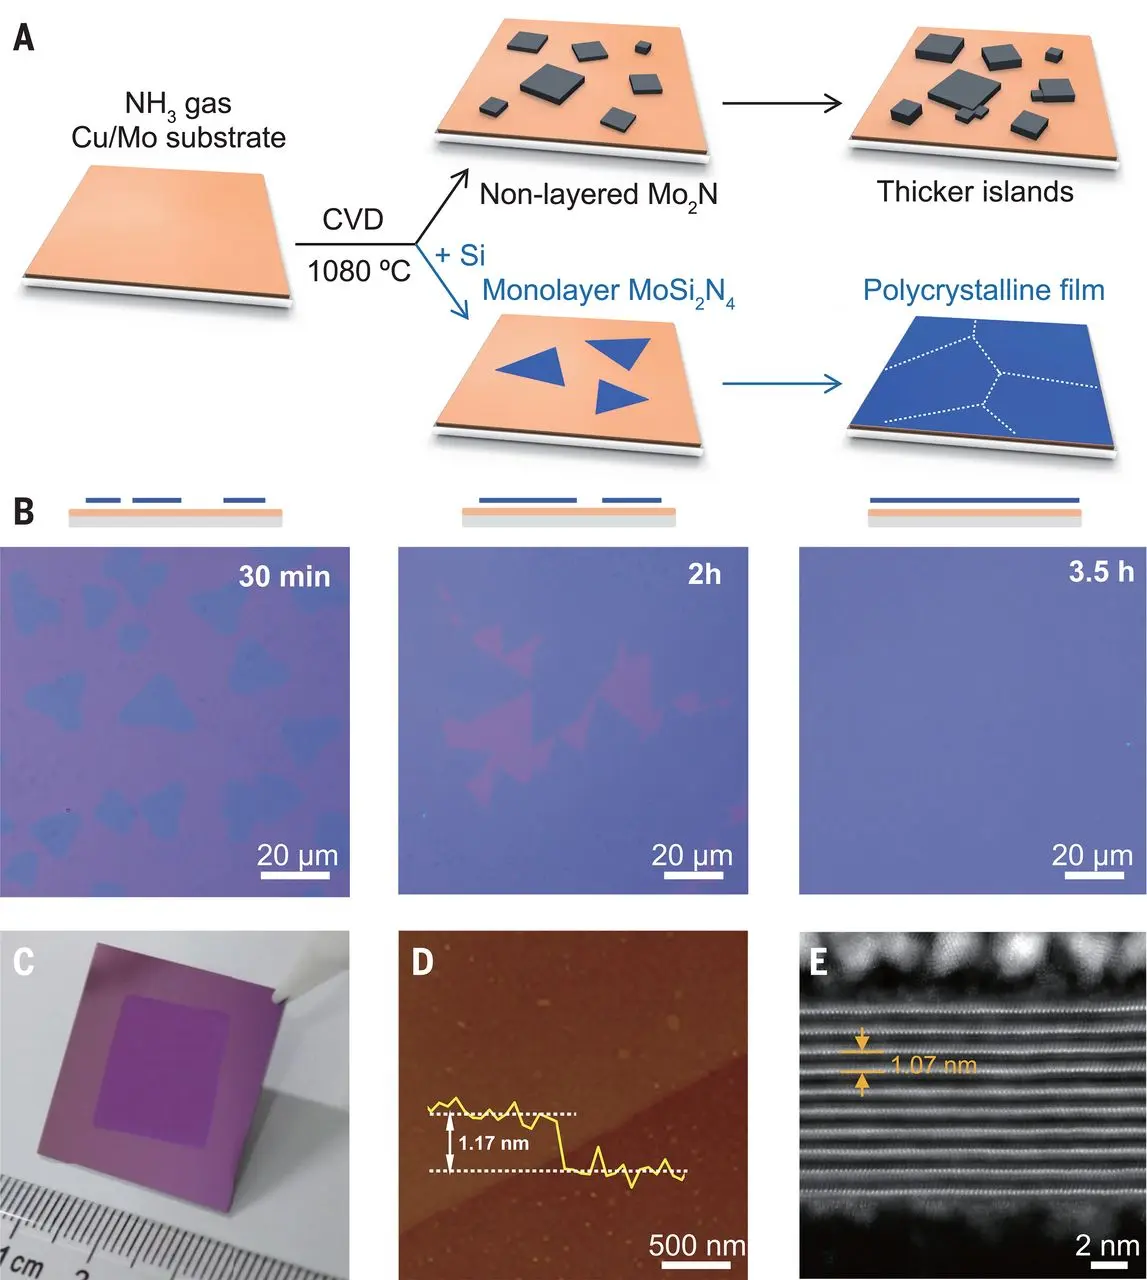 A
NH₃ gas
Cu/Mo substrate
CVD
1080 ºC
+ Si
Non-layered Mo₂N
Thicker islands
Monolayer MoSi₂N₄
Polycrystalline film
B
30 min
20 µm
2h
20 µm
3.5 h
20 µm
C
1cm
2
D
1.17 nm
500 nm
E
1.07 nm
2 nm